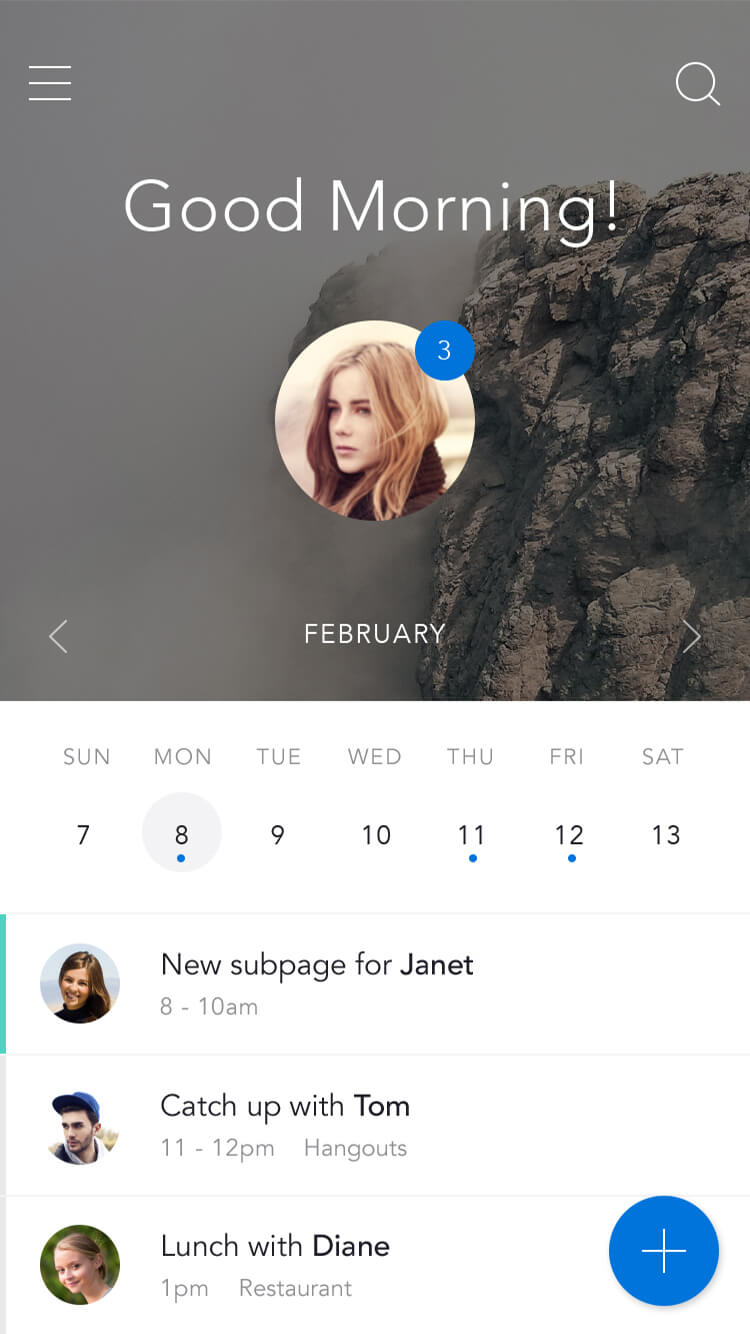 Good Morning!
3
FEBRUARY
SUN MON TUE WED THU FRI SAT
7 8 9 10 11 12 13
New subpage for Janet
8 - 10am
Catch up with Tom
11 - 12pm Hangouts
Lunch with Diane
1pm Restaurant